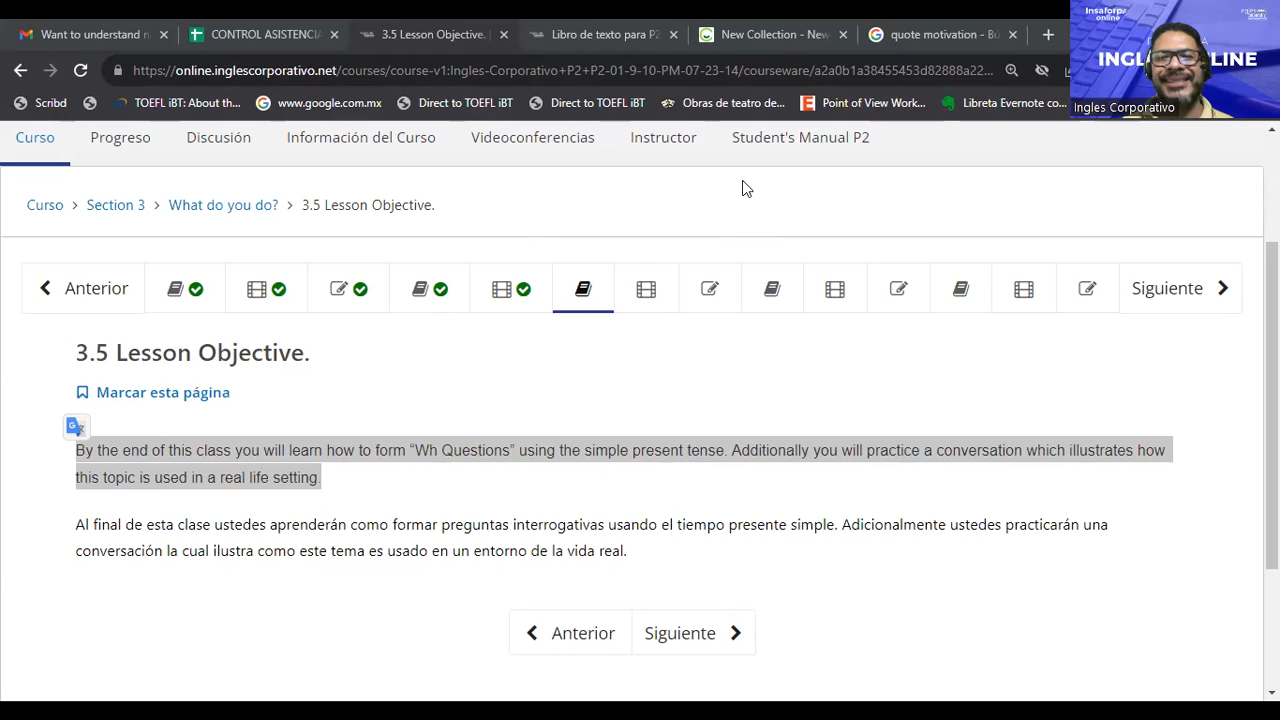 Want to understand n
CONTROL ASISTENCIA
3.5 Lesson Objective.
Libro de texto para P2
New Collection - New
quote motivation - Bú
https://online.inglescorporativo.net/courses/course-v1:Ingles-Corporativo+P2+P2-01-9-10-PM-07-23-14/courseware/a2a0b1a38455453d82888a22...
Scribd
TOEFL iBT: About th...
www.google.com.mx
Direct to TOEFL iBT
Direct to TOEFL iBT
Obras de teatro de...
Point of View Work...
Libreta Evernote co...
Insaforp
online
INGL
NLINE
Ingles Corporativo
Curso
Progreso
Discusión
Información del Curso
Videoconferencias
Instructor
Student's Manual P2
Curso > Section 3 > What do you do? > 3.5 Lesson Objective.
Anterior
Siguiente
3.5 Lesson Objective.
Marcar esta página
By the end of this class you will learn how to form “Wh Questions” using the simple present tense. Additionally you will practice a conversation which illustrates how
this topic is used in a real life setting.
Al final de esta clase ustedes aprenderán como formar preguntas interrogativas usando el tiempo presente simple. Adicionalmente ustedes practicarán una
conversación la cual ilustra como este tema es usado en un entorno de la vida real.
Anterior
Siguiente